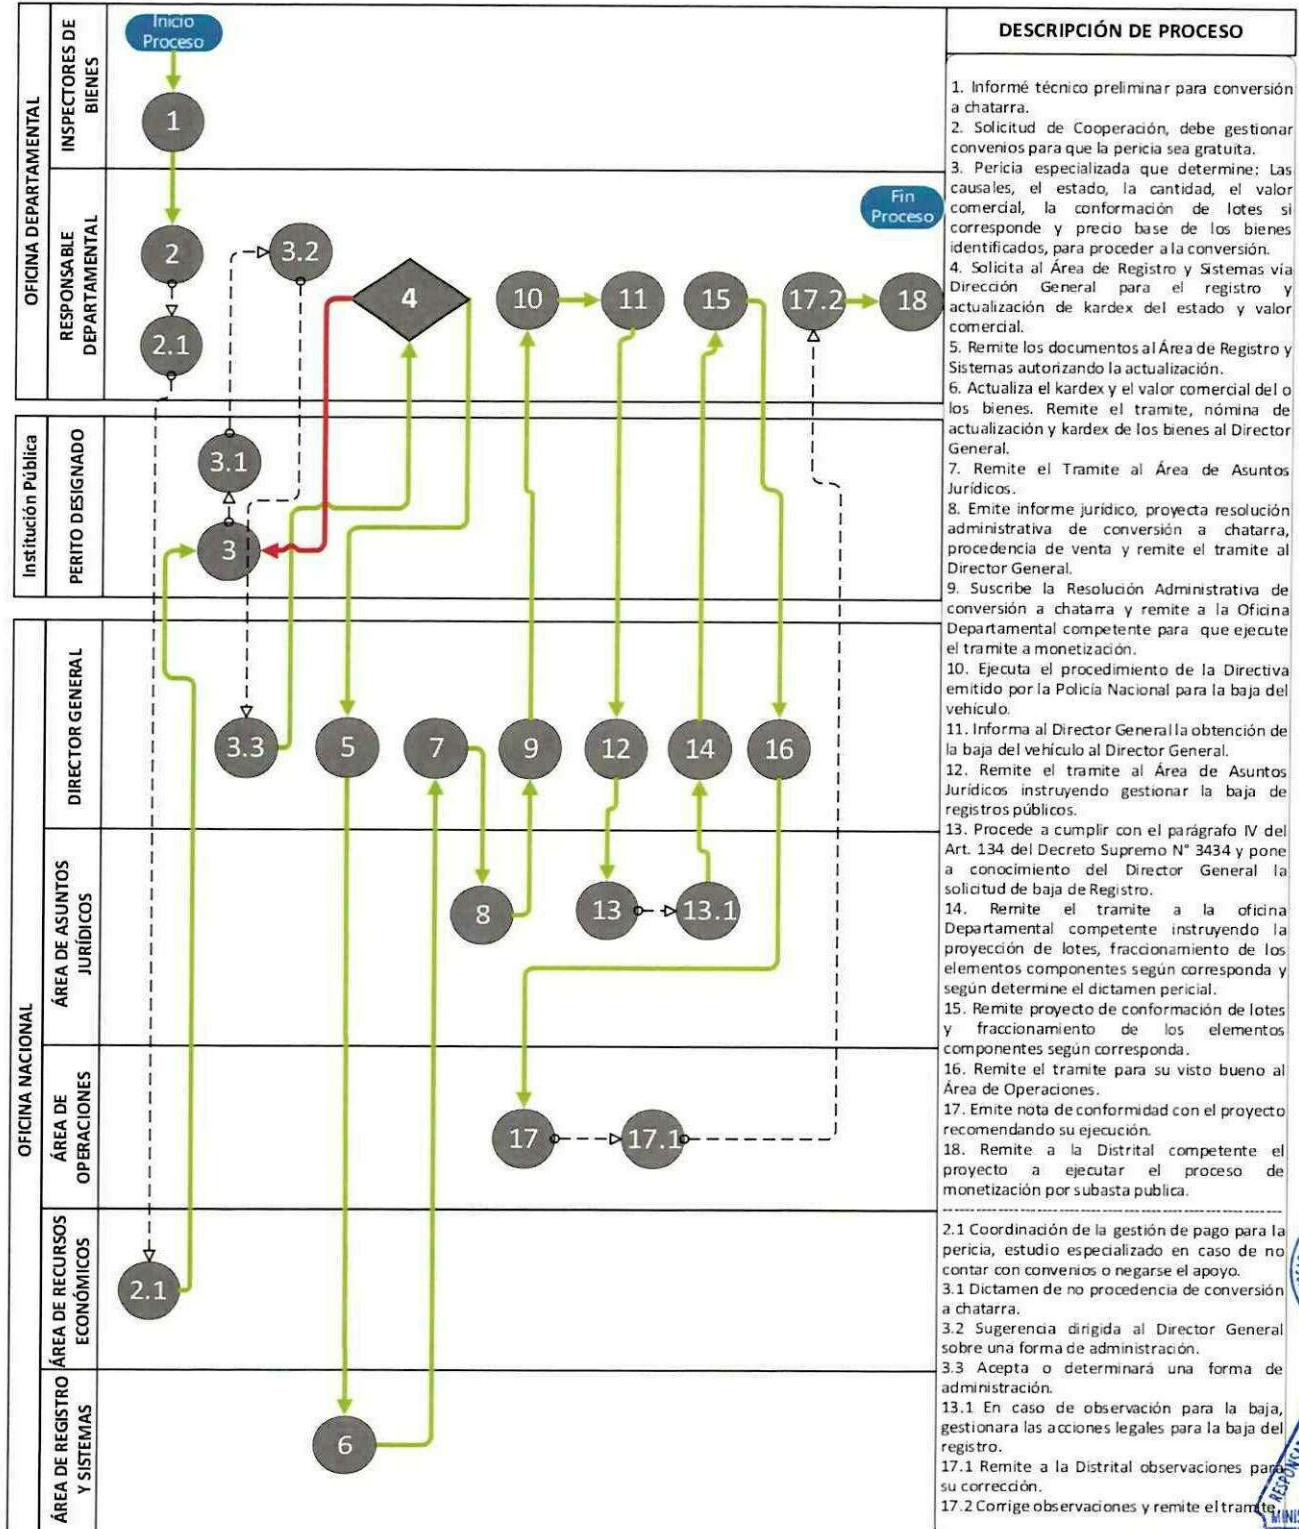 Inicio
Proceso
DESCRIPCIÓN DE PROCESO
OFICINA DEPARTAMENTAL
INSPECTORES DE
BIENES
1
RESPONSABLE
DEPARTAMENTAL
Fin
Proceso
2
3.2
4
10
11
15
17.2
18
2.1
Institución Pública
PERITO DESIGNADO
3.1
3
OFICINA NACIONAL
DIRECTOR GENERAL
3.3
5
7
9
12
14
16
ÁREA DE ASUNTOS
JURÍDICOS
8
13
13.1
ÁREA DE
OPERACIONES
17
17.1
ÁREA DE RECURSOS
ECONÓMICOS
2.1
ÁREA DE REGISTRO
Y SISTEMAS
6
1. Informé técnico preliminar para conversión
a chatarra.
2. Solicitud de Cooperación, debe gestionar
convenios para que la pericia sea gratuita.
3. Pericia especializada que determine: Las
causales, el estado, la cantidad, el valor
comercial, la conformación de lotes si
corresponde y precio base de los bienes
identificados, para proceder a la conversión.
4. Solicita al Área de Registro y Sistemas vía
Dirección General para el registro y
actualización de kardex del estado y valor
comercial.
5. Remite los documentos al Área de Registro y
Sistemas autorizando la actualización.
6. Actualiza el kardex y el valor comercial del o
los bienes. Remite el tramite, nómina de
actualización y kardex de los bienes al Director
General.
7. Remite el Tramite al Área de Asuntos
Jurídicos.
8. Emite informe jurídico, proyecta resolución
administrativa de conversión a chatarra,
procedencia de venta y remite el tramite al
Director General.
9. Suscribe la Resolución Administrativa de
conversión a chatarra y remite a la Oficina
Departamental competente para que ejecute
el tramite a monetización.
10. Ejecuta el procedimiento de la Directiva
emitido por la Policía Nacional para la baja del
vehículo.
11. Informa al Director General la obtención de
la baja del vehículo al Director General.
12. Remite el tramite al Área de Asuntos
Jurídicos instruyendo gestionar la baja de
registros públicos.
13. Procede a cumplir con el parágrafo IV del
Art. 134 del Decreto Supremo N° 3434 y pone
a conocimiento del Director General la
solicitud de baja de Registro.
14. Remite el tramite a la oficina
Departamental competente instruyendo la
proyección de lotes, fraccionamiento de los
elementos componentes según corresponda y
según determine el dictamen pericial.
15. Remite proyecto de conformación de lotes
y fraccionamiento de los elementos
componentes según corresponda.
16. Remite el tramite para su visto bueno al
Área de Operaciones.
17. Emite nota de conformidad con el proyecto
recomendando su ejecución.
18. Remite a la Distrital competente el
proyecto a ejecutar el proceso de
monetización por subasta publica.
2.1 Coordinación de la gestión de pago para la
pericia, estudio especializado en caso de no
contar con convenios o negarse el apoyo.
3.1 Dictamen de no procedencia de conversión
a chatarra.
3.2 Sugerencia dirigida al Director General
sobre una forma de administración.
3.3 Acepta o determinará una forma de
administración.
13.1 En caso de observación para la baja,
gestionara las acciones legales para la baja del
registro.
17.1 Remite a la Distrital observaciones para
su corrección.
17.2 Corrige observaciones y remite el tramite